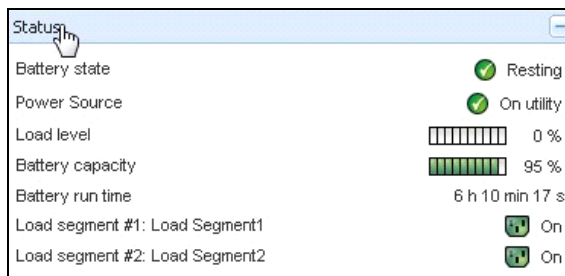 Status
Battery state Resting
Power Source On utility
Load level 0 %
Battery capacity 95 %
Battery run time 6 h 10 min 17 s
Load segment #1: Load Segment1 On
Load segment #2: Load Segment2 On